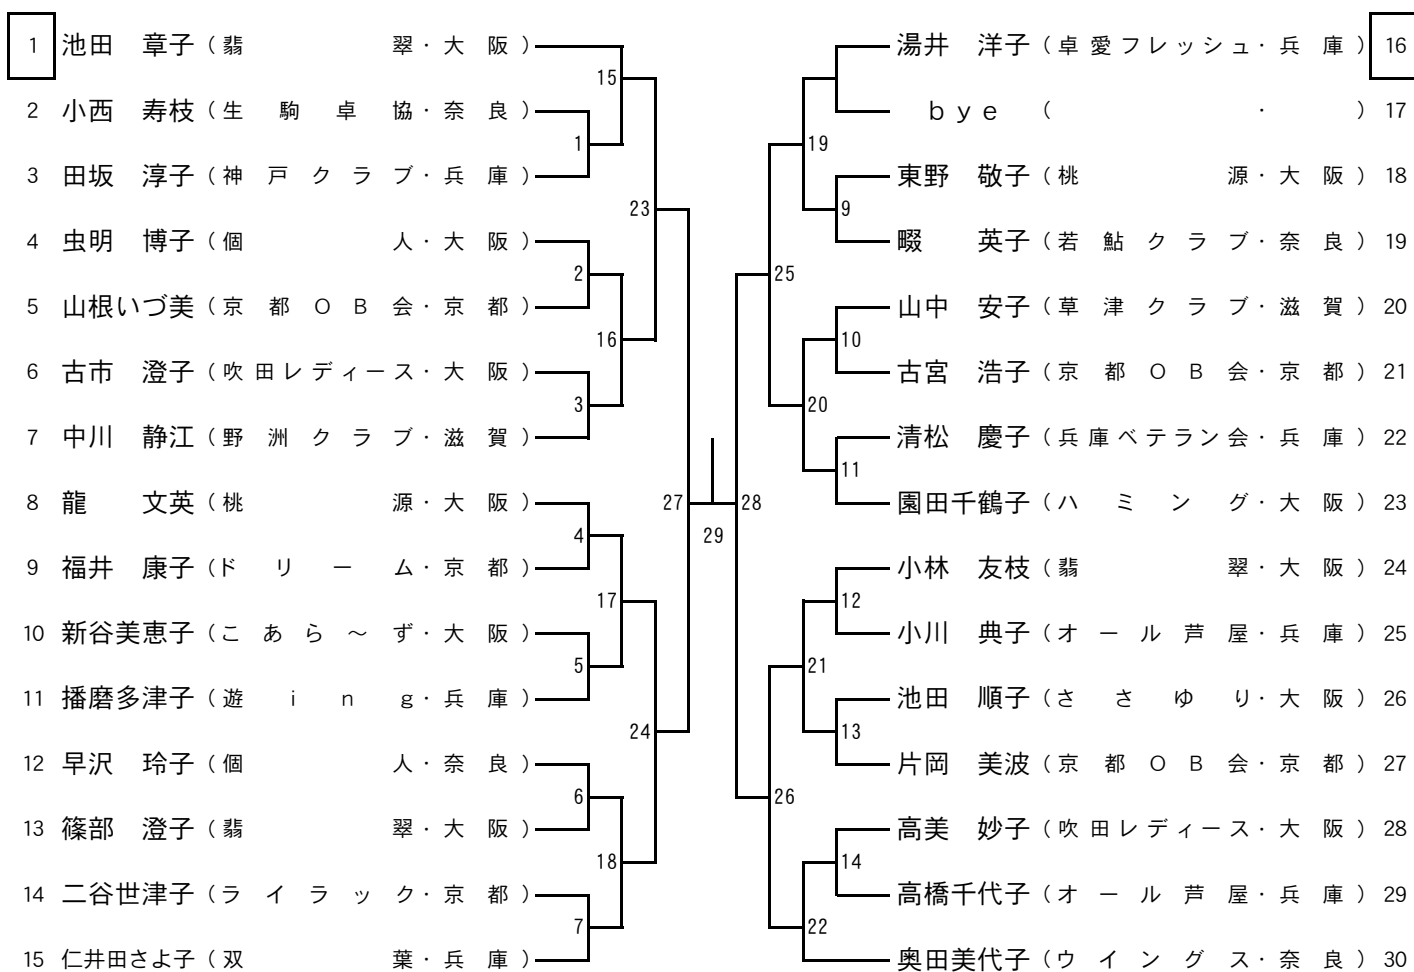 1 池田 章子 (翡 翠・大 阪)
2 小西 寿枝 (生 駒 卓 協・奈 良)
3 田坂 淳子 (神 戸 ク ラ ブ・兵 庫)
4 虫明 博子 (個 人・大 阪)
5 山根いづ美 (京 都 O B 会・京 都)
6 古市 澄子 (吹田レディース・大 阪)
7 中川 静江 (野 洲 ク ラ ブ・滋 賀)
8 龍 文英 (桃 源・大 阪)
9 福井 康子 (ド リ ー ム・京 都)
10 新谷美恵子 (こ あ ら ~ ず・大 阪)
11 播磨多津子 (遊 i n g・兵 庫)
12 早沢 玲子 (個 人・奈 良)
13 篠部 澄子 (翡 翠・大 阪)
14 二谷世津子 (ラ イ ラ ッ ク・京 都)
15 仁井田さよ子 (双 葉・兵 庫)
15
1
23
2
16
3
27
4
17
5
24
6
18
7
29
28
19
9
25
10
20
11
12
21
13
26
14
22
湯井 洋子 (卓愛フレッシュ・兵 庫) 16
bye ( ・ ) 17
東野 敬子 (桃 源・大 阪) 18
畷 英子 (若 鮎 ク ラ ブ・奈 良) 19
山中 安子 (草 津 ク ラ ブ・滋 賀) 20
古宮 浩子 (京 都 O B 会・京 都) 21
清松 慶子 (兵庫ベテラン会・兵 庫) 22
園田千鶴子 (ハ ミ ン グ・大 阪) 23
小林 友枝 (翡 翠・大 阪) 24
小川 典子 (オ ー ル 芦 屋・兵 庫) 25
池田 順子 (さ さ ゆ り・大 阪) 26
片岡 美波 (京 都 O B 会・京 都) 27
高美 妙子 (吹田レディース・大 阪) 28
高橋千代子 (オ ー ル 芦 屋・兵 庫) 29
奥田美代子 (ウ イ ン グ ス・奈 良) 30